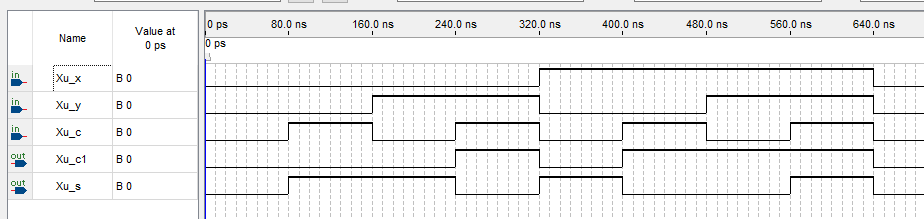 Name
Value at
0 ps
0 ps
80.0 ns
160.0 ns
240.0 ns
320.0 ns
400.0 ns
480.0 ns
560.0 ns
640.0 ns
0 ps
in
Xu_x
B 0
in
Xu_y
B 0
in
Xu_c
B 0
out
Xu_c1
B 0
out
Xu_s
B 0